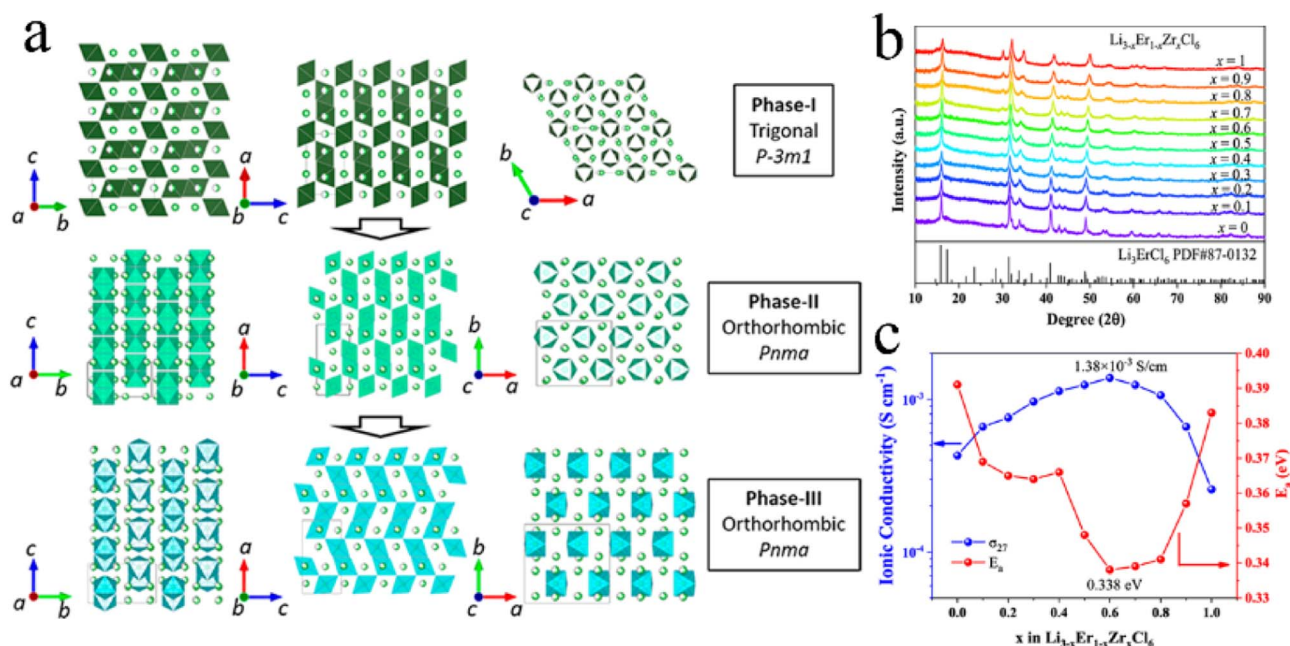 a
Phase-I
Trigonal
P-3m1
c
a
b
a
b
c
b
c
a
Phase-II
Orthorhombic
Pnma
c
a
b
a
b
c
b
c
a
Phase-III
Orthorhombic
Pnma
c
a
b
a
b
c
b
c
a
b
Li₃₋ₓEr₁₋ₓZrₓCl₆
x = 1
x = 0.9
x = 0.8
x = 0.7
x = 0.6
x = 0.5
x = 0.4
x = 0.3
x = 0.2
x = 0.1
x = 0
Intensity (a.u.)
Li₃ErCl₆ PDF#87-0132
10 20 30 40 50 60 70 80 90
Degree (2θ)
c
1.38×10⁻³ S/cm
Ionic Conductivity (S cm⁻¹)
10⁻³
10⁻⁴
σ₂₇
Eₐ
0.338 eV
0.40
0.39
0.38
0.37
0.36
0.35
0.34
0.33
Eₐ (eV)
0.0 0.2 0.4 0.6 0.8 1.0
x in Li₃₋ₓEr₁₋ₓZrₓCl₆